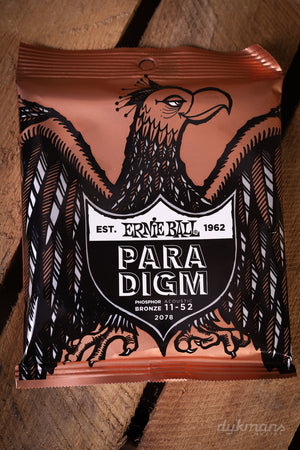 EST. ERNIE BALL 1962
PARA
DIGM
PHOSPHOR ACOUSTIC
BRONZE 11-52
2078
dykmans